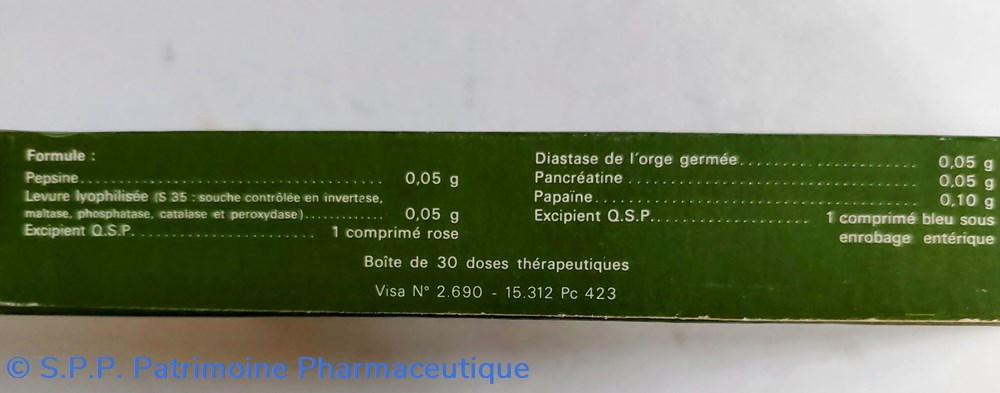 Formule :
Pepsine............................................... 0,05 g
Levure lyophilisée (S 35 : souche contrôlée en invertase,
maltase, phosphatase, catalase et peroxydase)............. 0,05 g
Excipient Q.S.P............................ 1 comprimé rose
Diastase de l'orge germée........................... 0,05 g
Pancréatine........................................... 0,05 g
Papaïne................................................ 0,10 g
Excipient Q.S.P......................... 1 comprimé bleu sous
enrobage entérique
Boîte de 30 doses thérapeutiques
Visa N° 2.690 - 15.312 Pc 423
© S.P.P. Patrimoine Pharmaceutique